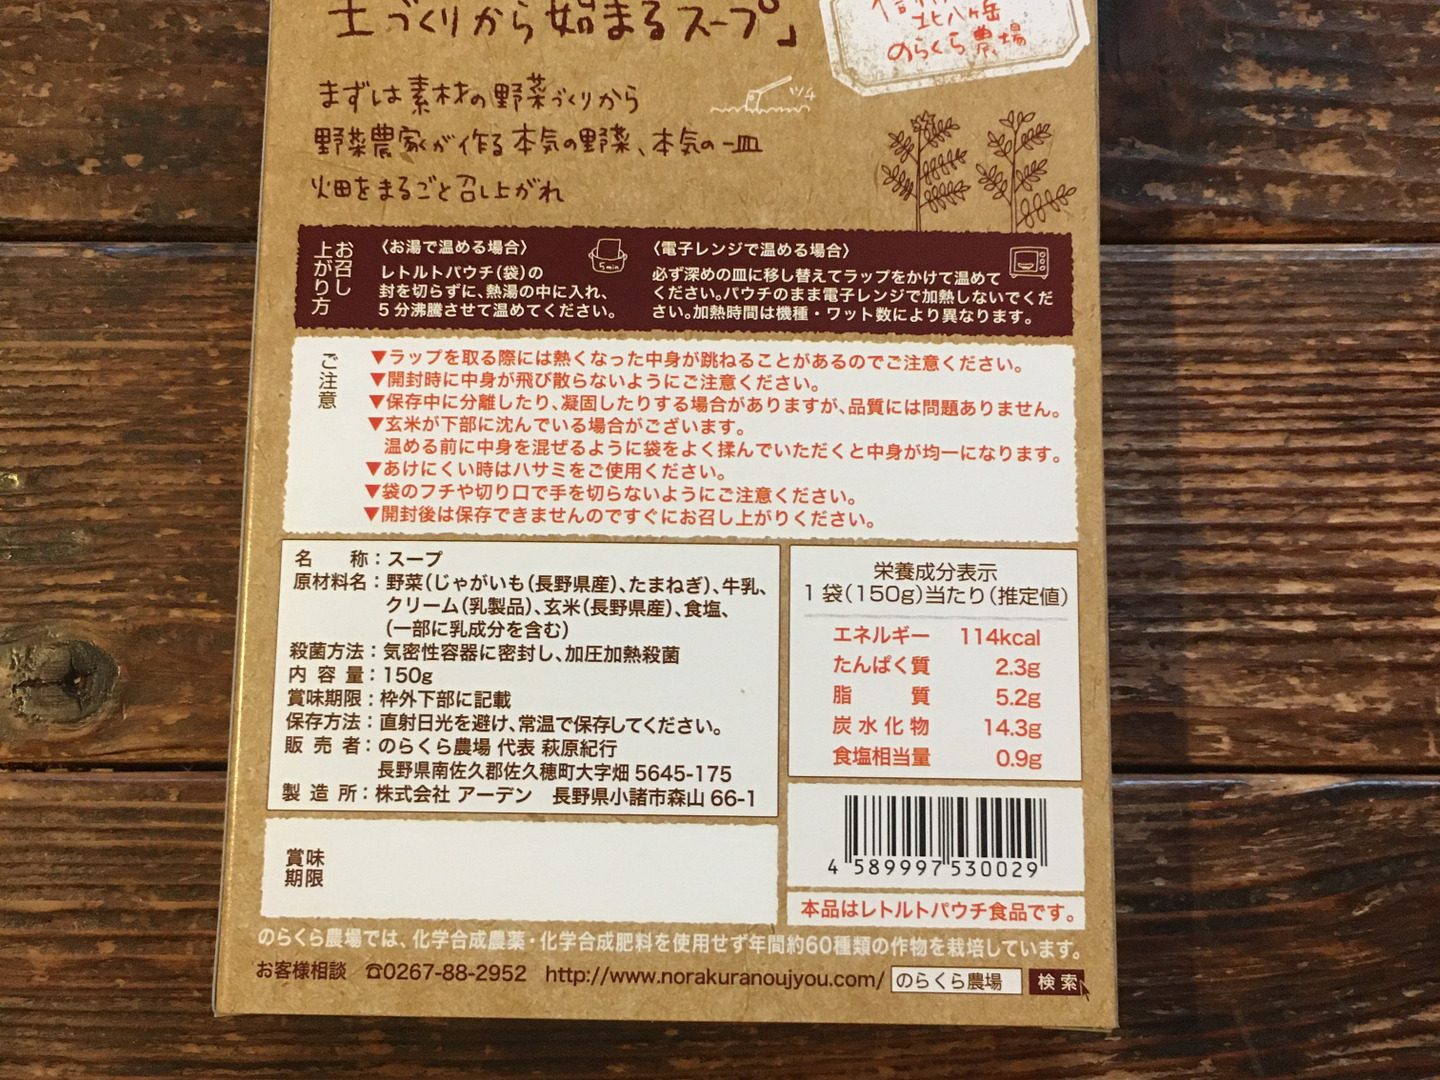 土づくりから始まるスープ」
北八ヶ岳
のらくら農場
まずは素材の野菜づくりから
野菜農家が作る本気の野菜、本気の一皿
畑をまるごと召し上がれ
お召し上がり方
〈お湯で温める場合〉
レトルトパウチ(袋)の
封を切らずに、熱湯の中に入れ、
5分沸騰させて温めてください。
5min
〈電子レンジで温める場合〉
必ず深めの皿に移し替えてラップをかけて温めて
ください。パウチのまま電子レンジで加熱しないでくだ
さい。加熱時間は機種・ワット数により異なります。
ご注意
▼ラップを取る際には熱くなった中身が跳ねることがあるのでご注意ください。
▼開封時に中身が飛び散らないようにご注意ください。
▼保存中に分離したり、凝固したりする場合がありますが、品質には問題ありません。
▼玄米が下部に沈んでいる場合がございます。
温める前に中身を混ぜるように袋をよく揉んでいただくと中身が均一になります。
▼あけにくい時はハサミをご使用ください。
▼袋のフチや切り口で手を切らないようにご注意ください。
▼開封後は保存できませんのですぐにお召し上がりください。
名称：スープ
原材料名：野菜(じゃがいも(長野県産)、たまねぎ)、牛乳、
クリーム(乳製品)、玄米(長野県産)、食塩、
(一部に乳成分を含む)
殺菌方法：気密性容器に密封し、加圧加熱殺菌
内容量：150g
賞味期限：枠外下部に記載
保存方法：直射日光を避け、常温で保存してください。
販売者：のらくら農場 代表 萩原紀行
長野県南佐久郡佐久穂町大字畑 5645-175
製造所：株式会社 アーデン 長野県小諸市森山 66-1
栄養成分表示
1袋(150g)当たり(推定値)
エネルギー 114kcal
たんぱく質 2.3g
脂質 5.2g
炭水化物 14.3g
食塩相当量 0.9g
4 589997 530029
本品はレトルトパウチ食品です。
賞味
期限
のらくら農場では、化学合成農薬・化学合成肥料を使用せず年間約60種類の作物を栽培しています。
お客様相談 ☎0267-88-2952 http://www.norakuranoujyou.com/ のらくら農場 検索